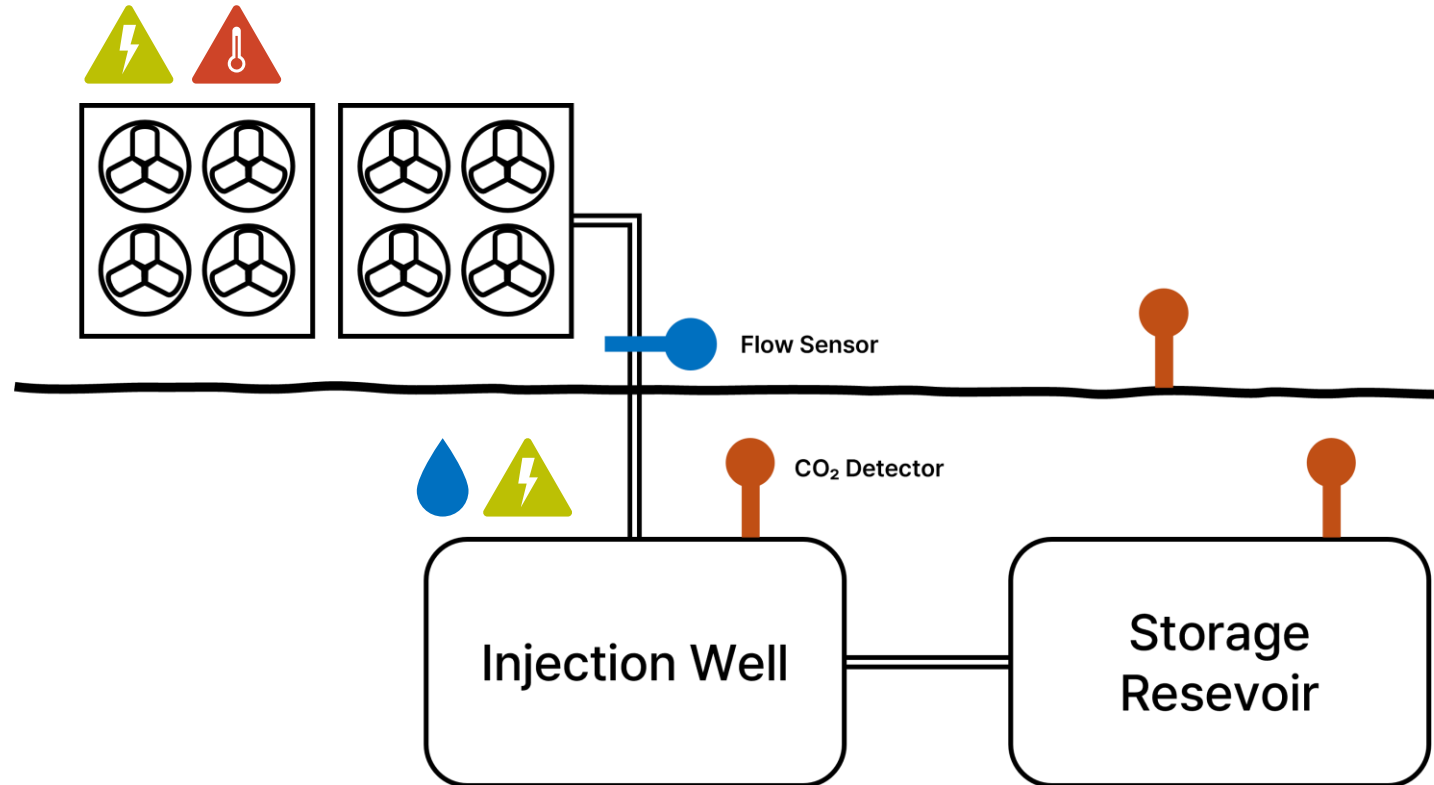 Flow Sensor
CO₂ Detector
Injection Well
Storage
Resevoir